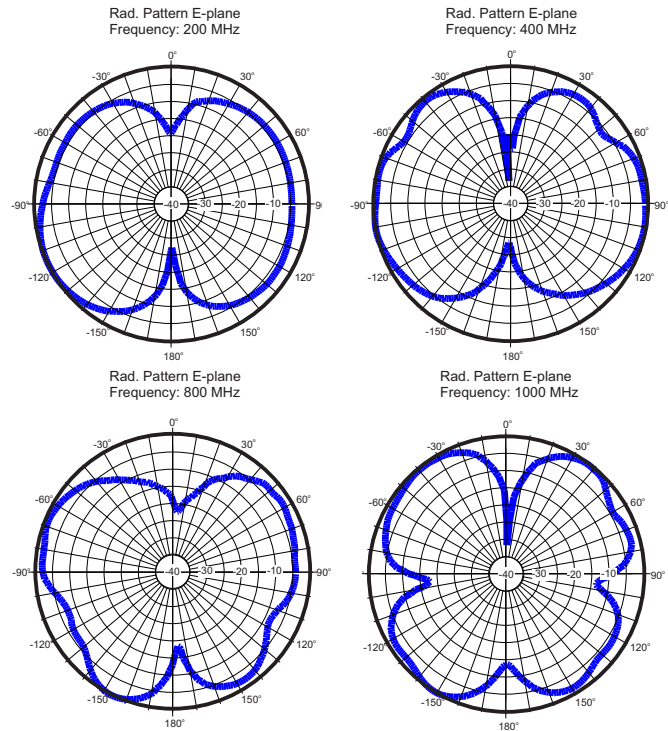 Rad. Pattern E-plane
Frequency: 200 MHz
0°
-30° 30°
-60° 60°
-90° -40 -30 -20 -10 9
-120° 120°
-150° 150°
180°
Rad. Pattern E-plane
Frequency: 400 MHz
0°
-30° 30°
-60° 60°
-90° -40 -30 -20 -10 90°
-120° 120°
-150° 150°
180°
Rad. Pattern E-plane
Frequency: 800 MHz
0°
-30° 30°
-60° 60°
-90° -40 -30 -20 -10 90°
-120° 120°
-150° 150°
180°
Rad. Pattern E-plane
Frequency: 1000 MHz
0°
-30° 30°
-60° 60°
-90° -40 -30 -20 -10 90°
-120° 120°
-150° 150°
180°